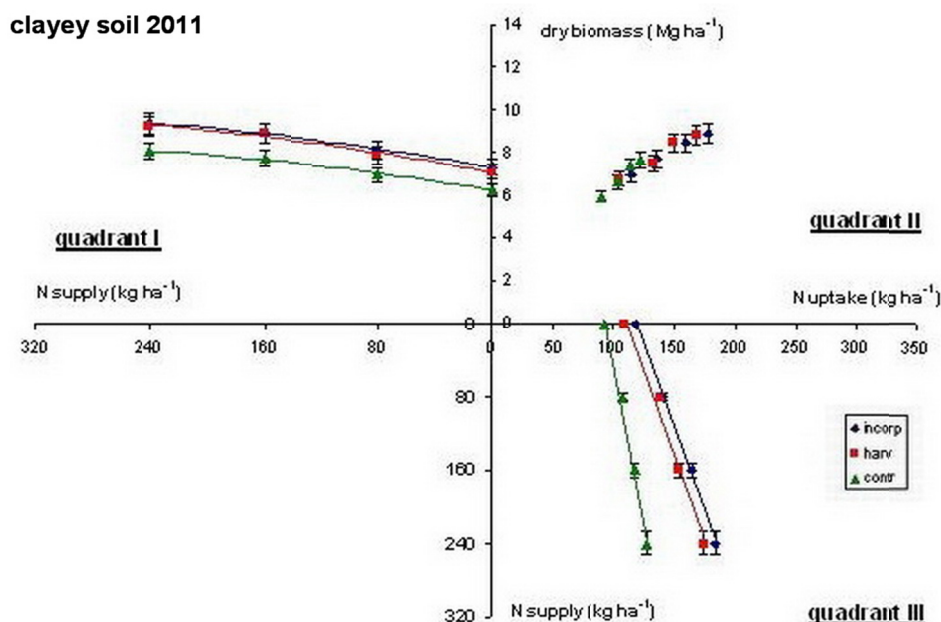 clayey soil 2011
14
dry biomass (Mg ha⁻¹)
12
10
8
6
4
2
0
quadrant I
quadrant II
N supply (kg ha⁻¹)
N uptake (kg ha⁻¹)
320 240 160 80 0
0
50 100 150 200 250 300 350
80
160
240
320
incorp
harv
contr
N supply (kg ha⁻¹)
quadrant III